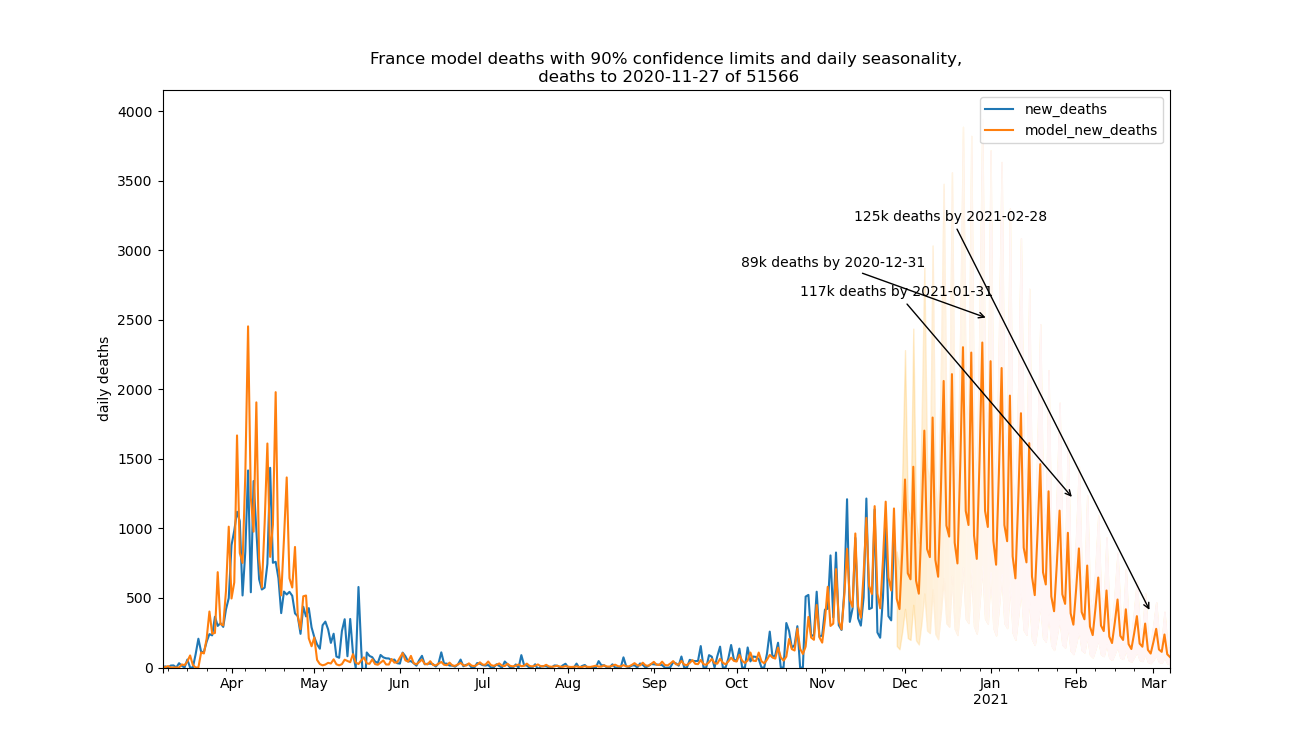 France model deaths with 90% confidence limits and daily seasonality,
deaths to 2020-11-27 of 51566
new_deaths
model_new_deaths
daily deaths
4000
3500
3000
2500
2000
1500
1000
500
0
125k deaths by 2021-02-28
89k deaths by 2020-12-31
117k deaths by 2021-01-31
Apr May Jun Jul Aug Sep Oct Nov Dec Jan Feb Mar
2021